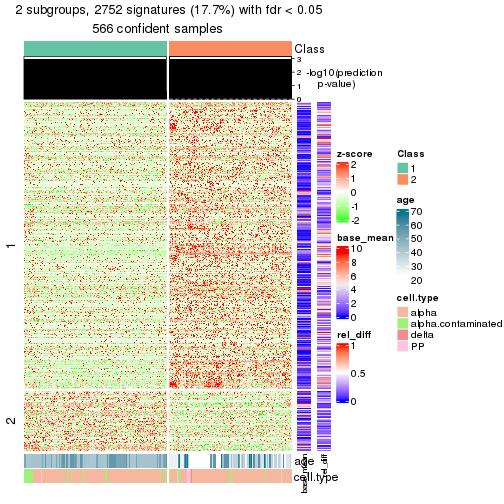 2 subgroups, 2752 signatures (17.7%) with fdr < 0.05
566 confident samples
Class
3
2
1
0
-log10(prediction
p-value)
1
2
age
cell.type
base_mean
rel_diff
z-score
2
1
0
-1
-2
base_mean
10
8
6
4
2
0
rel_diff
1
0.5
0
Class
1
2
age
70
60
50
40
30
20
cell.type
alpha
alpha.contaminated
delta
PP